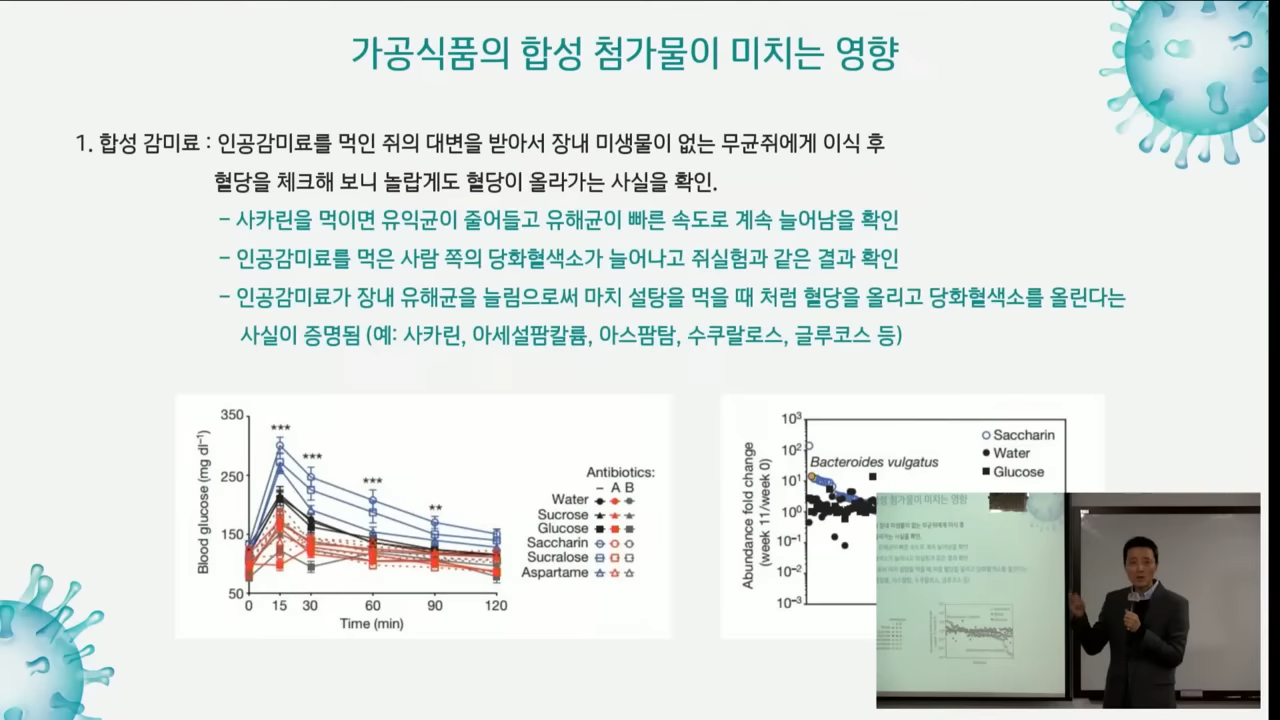 가공식품의 합성 첨가물이 미치는 영향
1. 합성 감미료 : 인공감미료를 먹인 쥐의 대변을 받아서 장내 미생물이 없는 무균쥐에게 이식 후
혈당을 체크해 보니 놀랍게도 혈당이 올라가는 사실을 확인.
- 사카린을 먹이면 유익균이 줄어들고 유해균이 빠른 속도로 계속 늘어남을 확인
- 인공감미료를 먹은 사람 쪽의 당화혈색소가 늘어나고 쥐실험과 같은 결과 확인
- 인공감미료가 장내 유해균을 늘림으로써 마치 설탕을 먹을 때 처럼 혈당을 올리고 당화혈색소를 올린다는
사실이 증명됨 (예: 사카린, 아세설팜칼륨, 아스팜탐, 수쿠랄로스, 글루코스 등)
Blood glucose (mg dl⁻¹)
350
250
150
50
***
***
***
**
0 15 30 60 90 120
Time (min)
Antibiotics:
– A B
Water
Sucrose
Glucose
Saccharin
Sucralose
Aspartame
Abundance fold change
(week 11/week 0)
10³
10²
10¹
10⁰
10⁻¹
10⁻²
10⁻³
Bacteroides vulgatus
Saccharin
Water
Glucose
첨가물이 미치는 영향